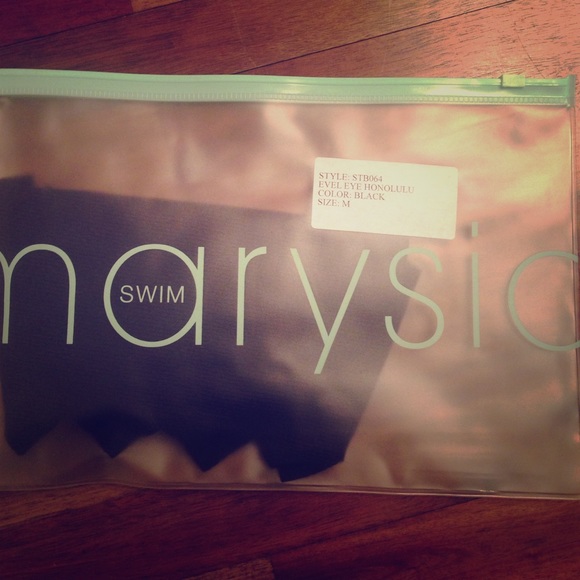 STYLE: STB064
EVEL EYE HONOLULU
COLOR: BLACK
SIZE: M
marysia
SWIM